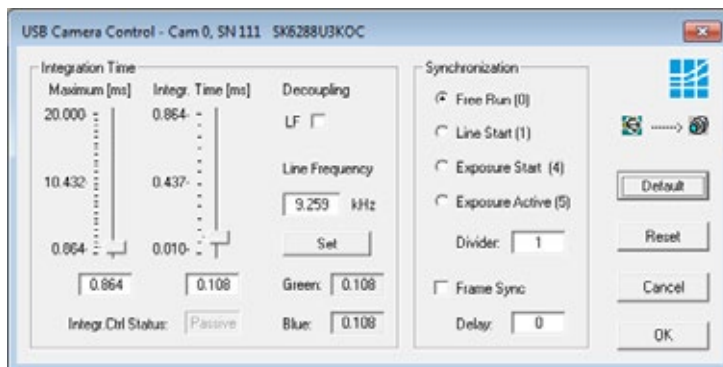 USB Camera Control - Cam 0, SN 111 SK6288U3KOC
Integration Time
Maximum [ms] Integr. Time [ms] Decoupling
20.000 0.864 LF
10.432 0.437 Line Frequency
9.259 kHz
0.864 0.010 Set
0.864 0.108 Green: 0.108
Integr.Ctrl Status: Passive Blue: 0.108
Synchronization
Free Run (0)
Line Start (1)
Exposure Start (4)
Exposure Active (5)
Divider: 1
Frame Sync
Delay: 0
Default
Reset
Cancel
OK